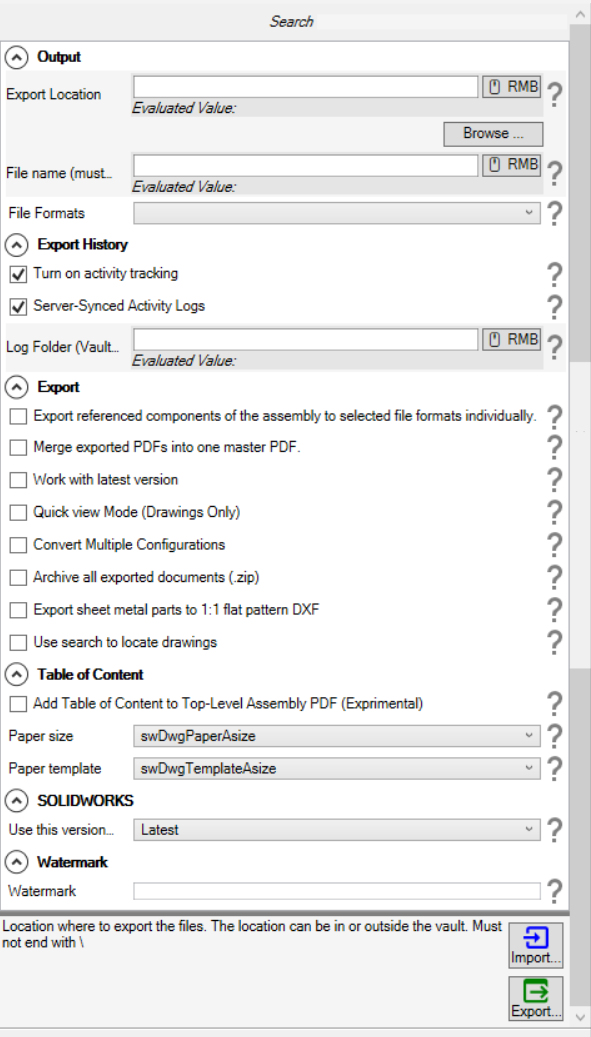 Search
Output
Export Location
RMB
?
Evaluated Value:
Browse ...
File name (must...
RMB
?
Evaluated Value:
File Formats
?
Export History
Turn on activity tracking
?
Server-Synced Activity Logs
?
Log Folder (Vault...
RMB
?
Evaluated Value:
Export
Export referenced components of the assembly to selected file formats individually.
?
Merge exported PDFs into one master PDF.
?
Work with latest version
?
Quick view Mode (Drawings Only)
?
Convert Multiple Configurations
?
Archive all exported documents (.zip)
?
Export sheet metal parts to 1:1 flat pattern DXF
?
Use search to locate drawings
?
Table of Content
Add Table of Content to Top-Level Assembly PDF (Exprimental)
?
Paper size
swDwgPaperAsize
?
Paper template
swDwgTemplateAsize
?
SOLIDWORKS
Use this version...
Latest
?
Watermark
Watermark
?
Location where to export the files. The location can be in or outside the vault. Must
not end with \
Import...
Export...